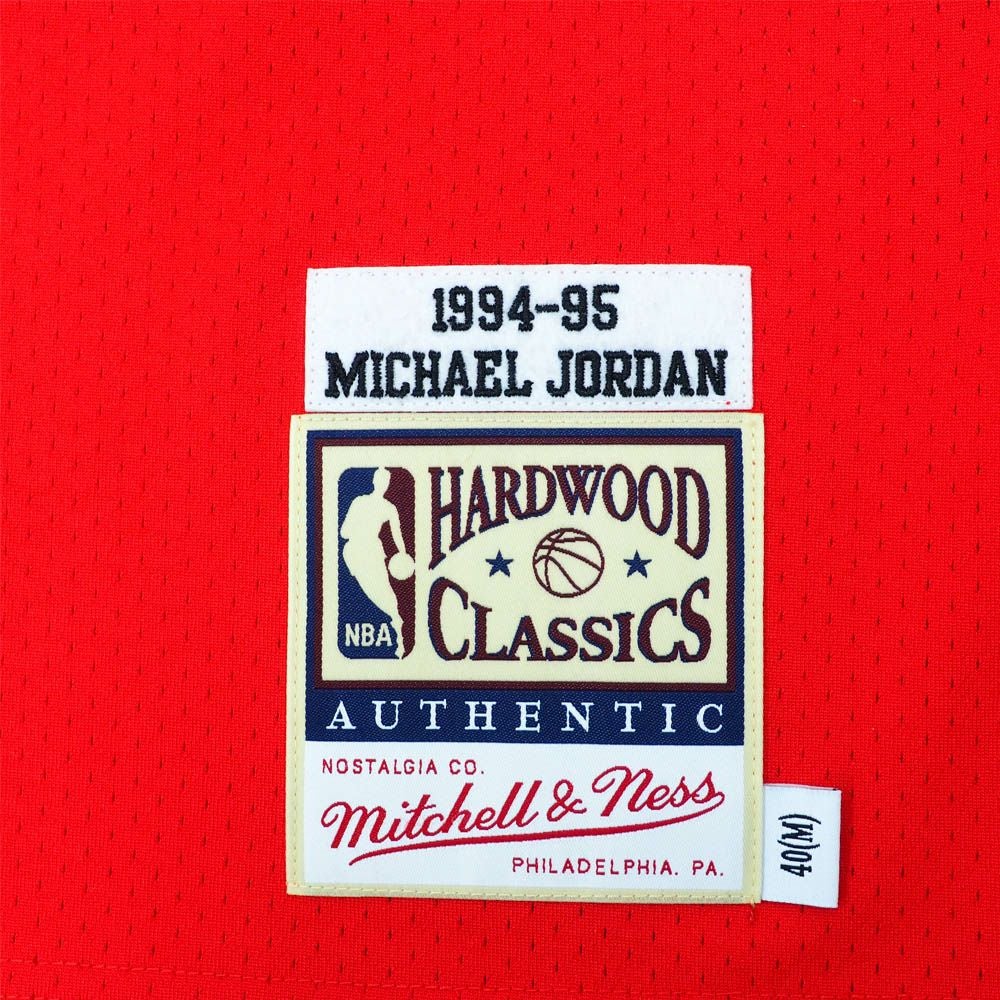 1994-95
MICHAEL JORDAN
HARDWOOD
CLASSICS
NBA
AUTHENTIC
NOSTALGIA CO.
Mitchell & Ness
PHILADELPHIA. PA.
40(M)